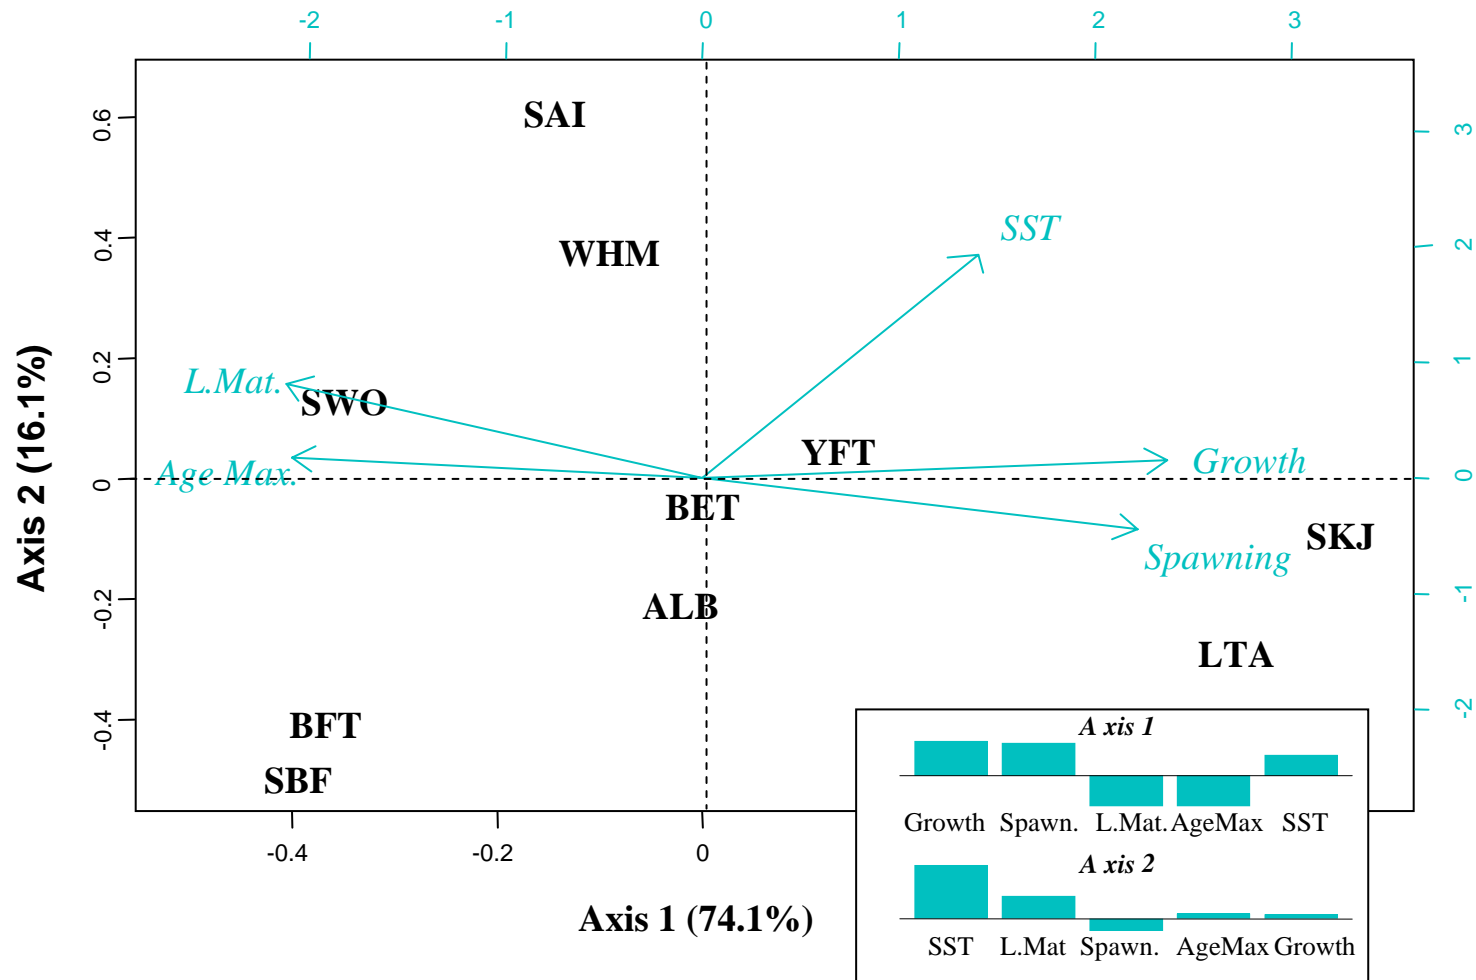 -2 -1 0 1 2 3
SAI
0.6
3
SST
0.4
WHM
2
0.2
1
L.Mat.
SWO
YFT
Growth
Age Max.
0
0
BET
SKJ
Spawning
Axis 2 (16.1%)
-0.2
ALB
-1
LTA
-0.4
BFT
-2
SBF
A xis 1
Growth Spawn. L.Mat. AgeMax SST
-0.4 -0.2 0
A xis 2
SST L.Mat Spawn. AgeMax Growth
Axis 1 (74.1%)